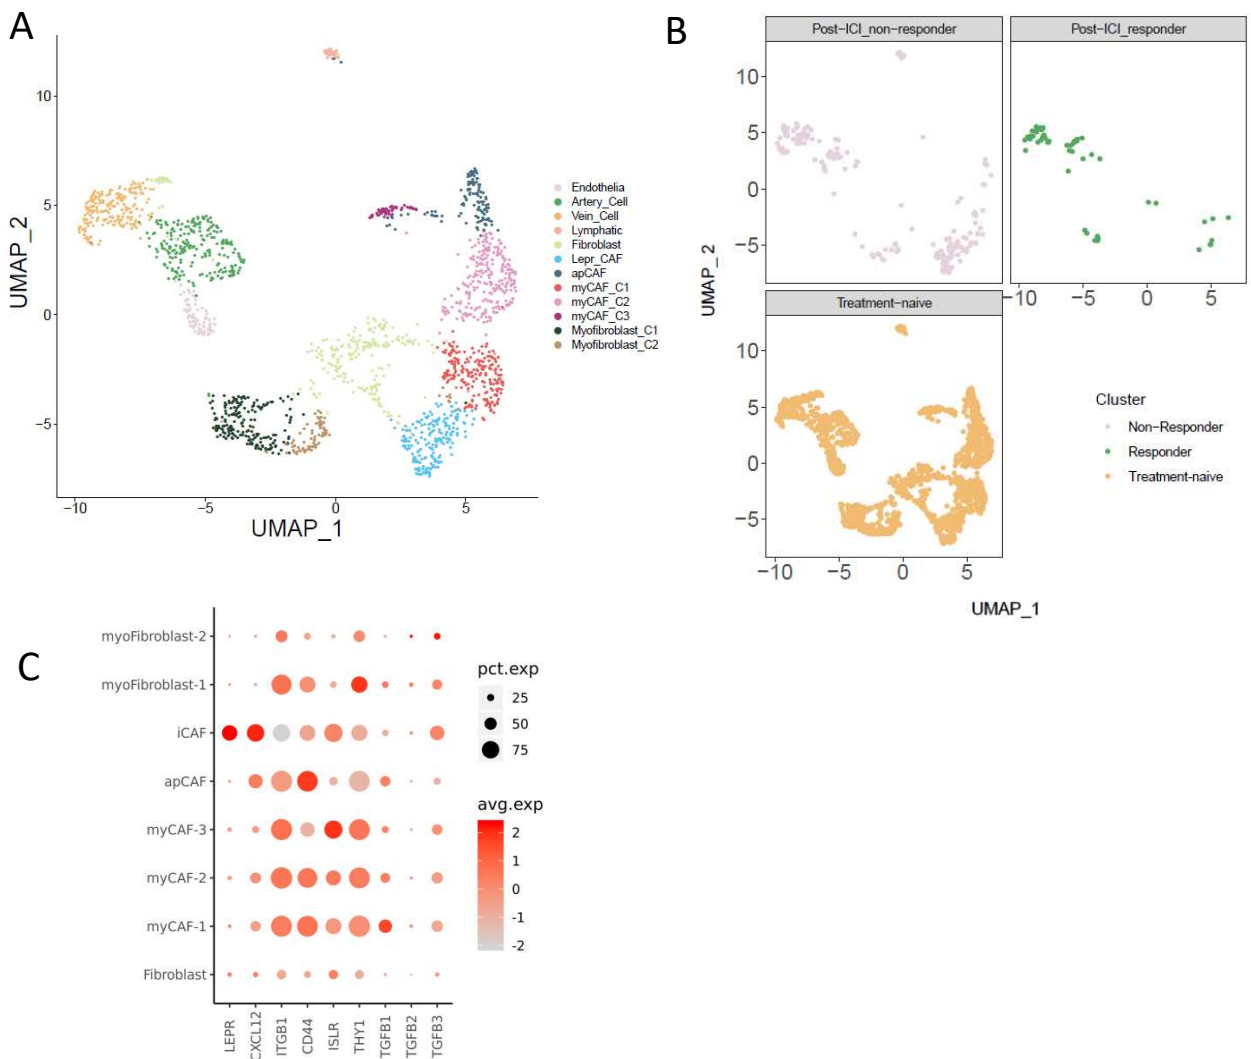 A
10
5
0
−5
−10
−5
0
5
UMAP_1
UMAP_2
Endothelia
Artery_Cell
Vein_Cell
Lymphatic
Fibroblast
Lepr_CAF
apCAF
myCAF_C1
myCAF_C2
myCAF_C3
Myofibroblast_C1
Myofibroblast_C2
B
Post−ICI_non−responder
Post−ICI_responder
10
5
0
−5
−10
−5
0
5
Treatment−naive
10
5
0
−5
−10
−5
0
5
UMAP_2
UMAP_1
Cluster
Non−Responder
Responder
Treatment−naive
C
myoFibroblast-2
myoFibroblast-1
iCAF
apCAF
myCAF-3
myCAF-2
myCAF-1
Fibroblast
LEPR
CXCL12
ITGB1
CD44
ISLR
THY1
TGFB1
TGFB2
TGFB3
pct.exp
25
50
75
avg.exp
2
1
0
-1
-2